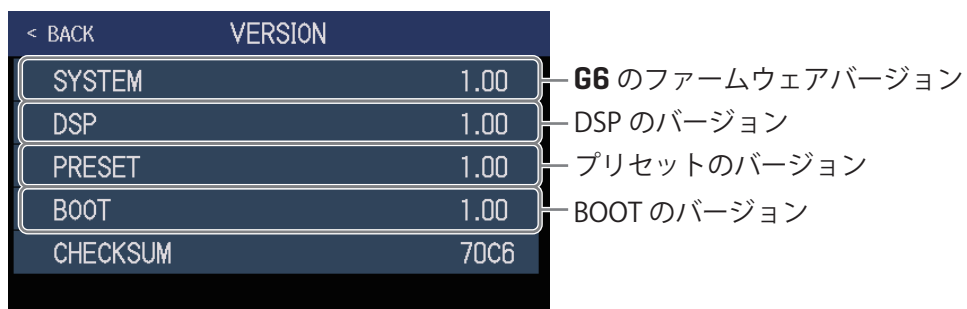 < BACK VERSION
SYSTEM 1.00 G6 のファームウェアバージョン
DSP 1.00 DSP のバージョン
PRESET 1.00 プリセットのバージョン
BOOT 1.00 BOOT のバージョン
CHECKSUM 70C6